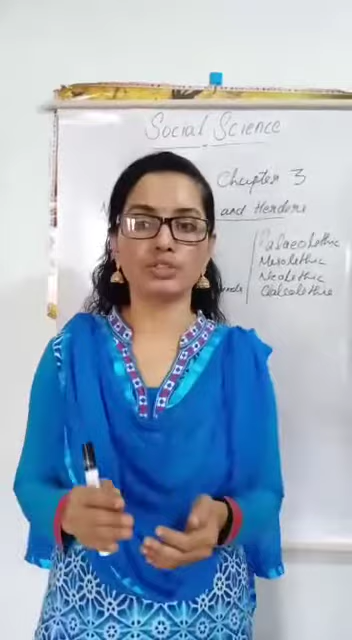 Social Science
Chapter 3
and Herders
Palaeolithic
Mesolithic
Neolithic
Chalcolithic